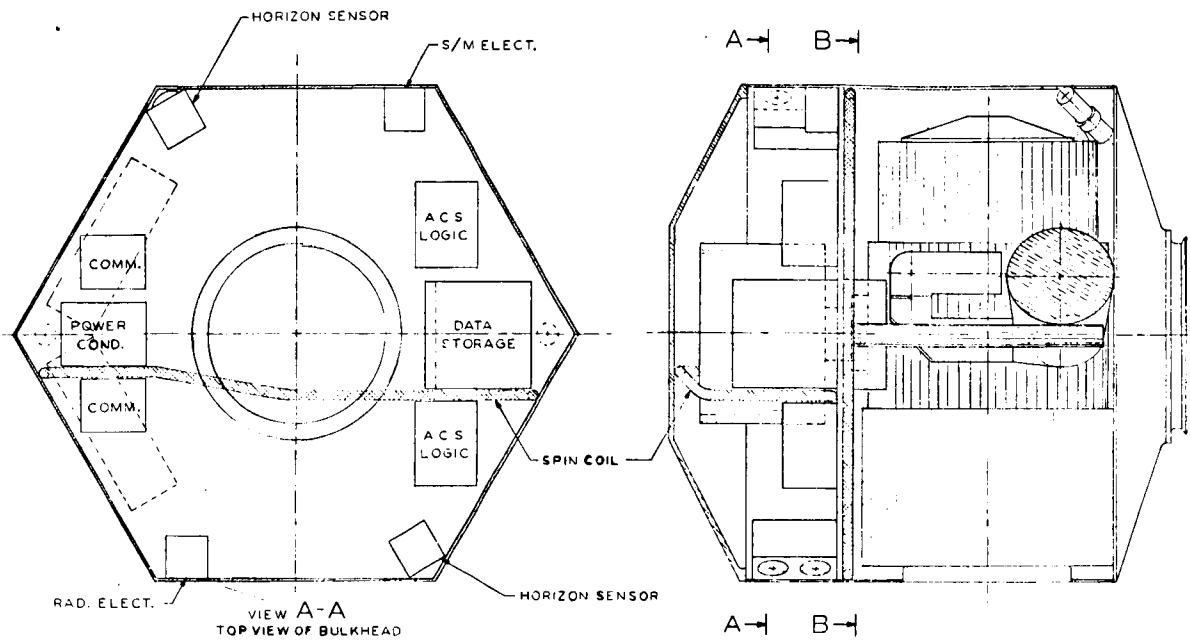 HORIZON SENSOR
S/M ELECT.
A
B
ACS
LOGIC
COMM.
POWER
COND.
DATA
STORAGE
COMM.
ACS
LOGIC
SPIN COIL
HORIZON SENSOR
RAD. ELECT.
VIEW A-A
TOP VIEW OF BULKHEAD
A
B